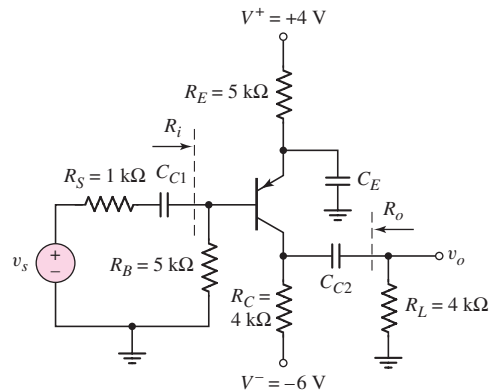 V⁺ = +4 V
R_E = 5 kΩ
R_i
R_S = 1 kΩ
C_C1
C_E
R_o
v_s
+
−
R_B = 5 kΩ
v_o
C_C2
R_C =
4 kΩ
R_L = 4 kΩ
V⁻ = −6 V